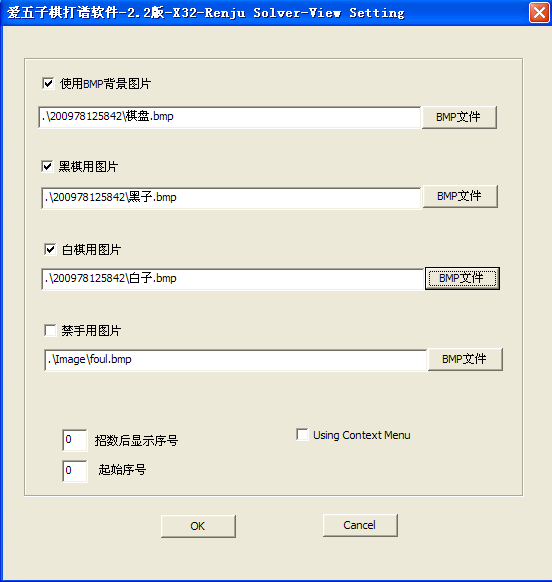 爱五子棋打谱软件-2.2版-X32-Renju Solver-View Setting
使用BMP背景图片
.\200978125842\棋盘.bmp BMP文件
黑棋用图片
.\200978125842\黑子.bmp BMP文件
白棋用图片
.\200978125842\白子.bmp BMP文件
禁手用图片
.\Image\foul.bmp BMP文件
0 招数后显示序号 Using Context Menu
0 起始序号
OK Cancel